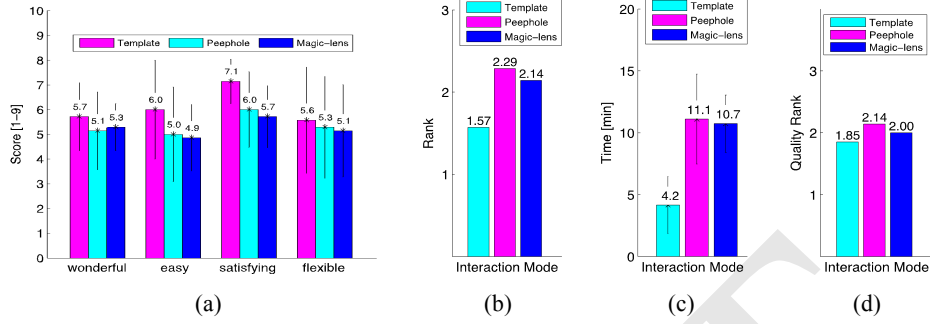 10
9
8
7
6
5
4
3
2
1
0
Score [1–9]
Template
Peephole
Magic–lens
5.7
5.1
5.3
6.0
5.0
4.9
7.1
6.0
5.7
5.6
5.3
5.1
wonderful
easy
satisfying
flexible
(a)
Template
Peephole
Magic–lens
Rank
3
2
1
1.57
2.29
2.14
Interaction Mode
(b)
Template
Peephole
Magic–lens
Time [min]
20
15
10
5
0
4.2
11.1
10.7
Interaction Mode
(c)
Template
Peephole
Magic–lens
Quality Rank
3
2
1
1.85
2.14
2.00
Interaction Mode
(d)